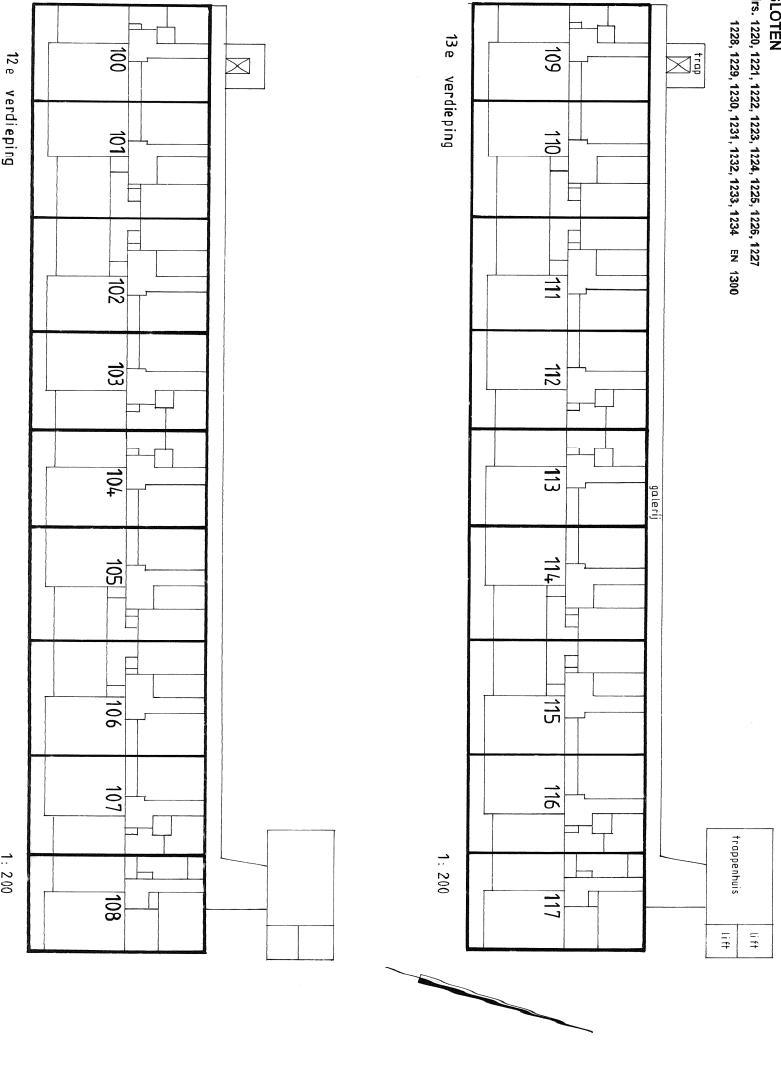 SLOTEN
rs. 1220, 1221, 1222, 1223, 1224, 1225, 1226, 1227
1228, 1229, 1230, 1231, 1232, 1233, 1234 EN 1300
trap
galerij
trappenhuis
lift
lift
109
110
111
112
113
114
115
116
117
13e verdieping
1: 200
100
101
102
103
104
105
106
107
108
12e verdieping
1: 200